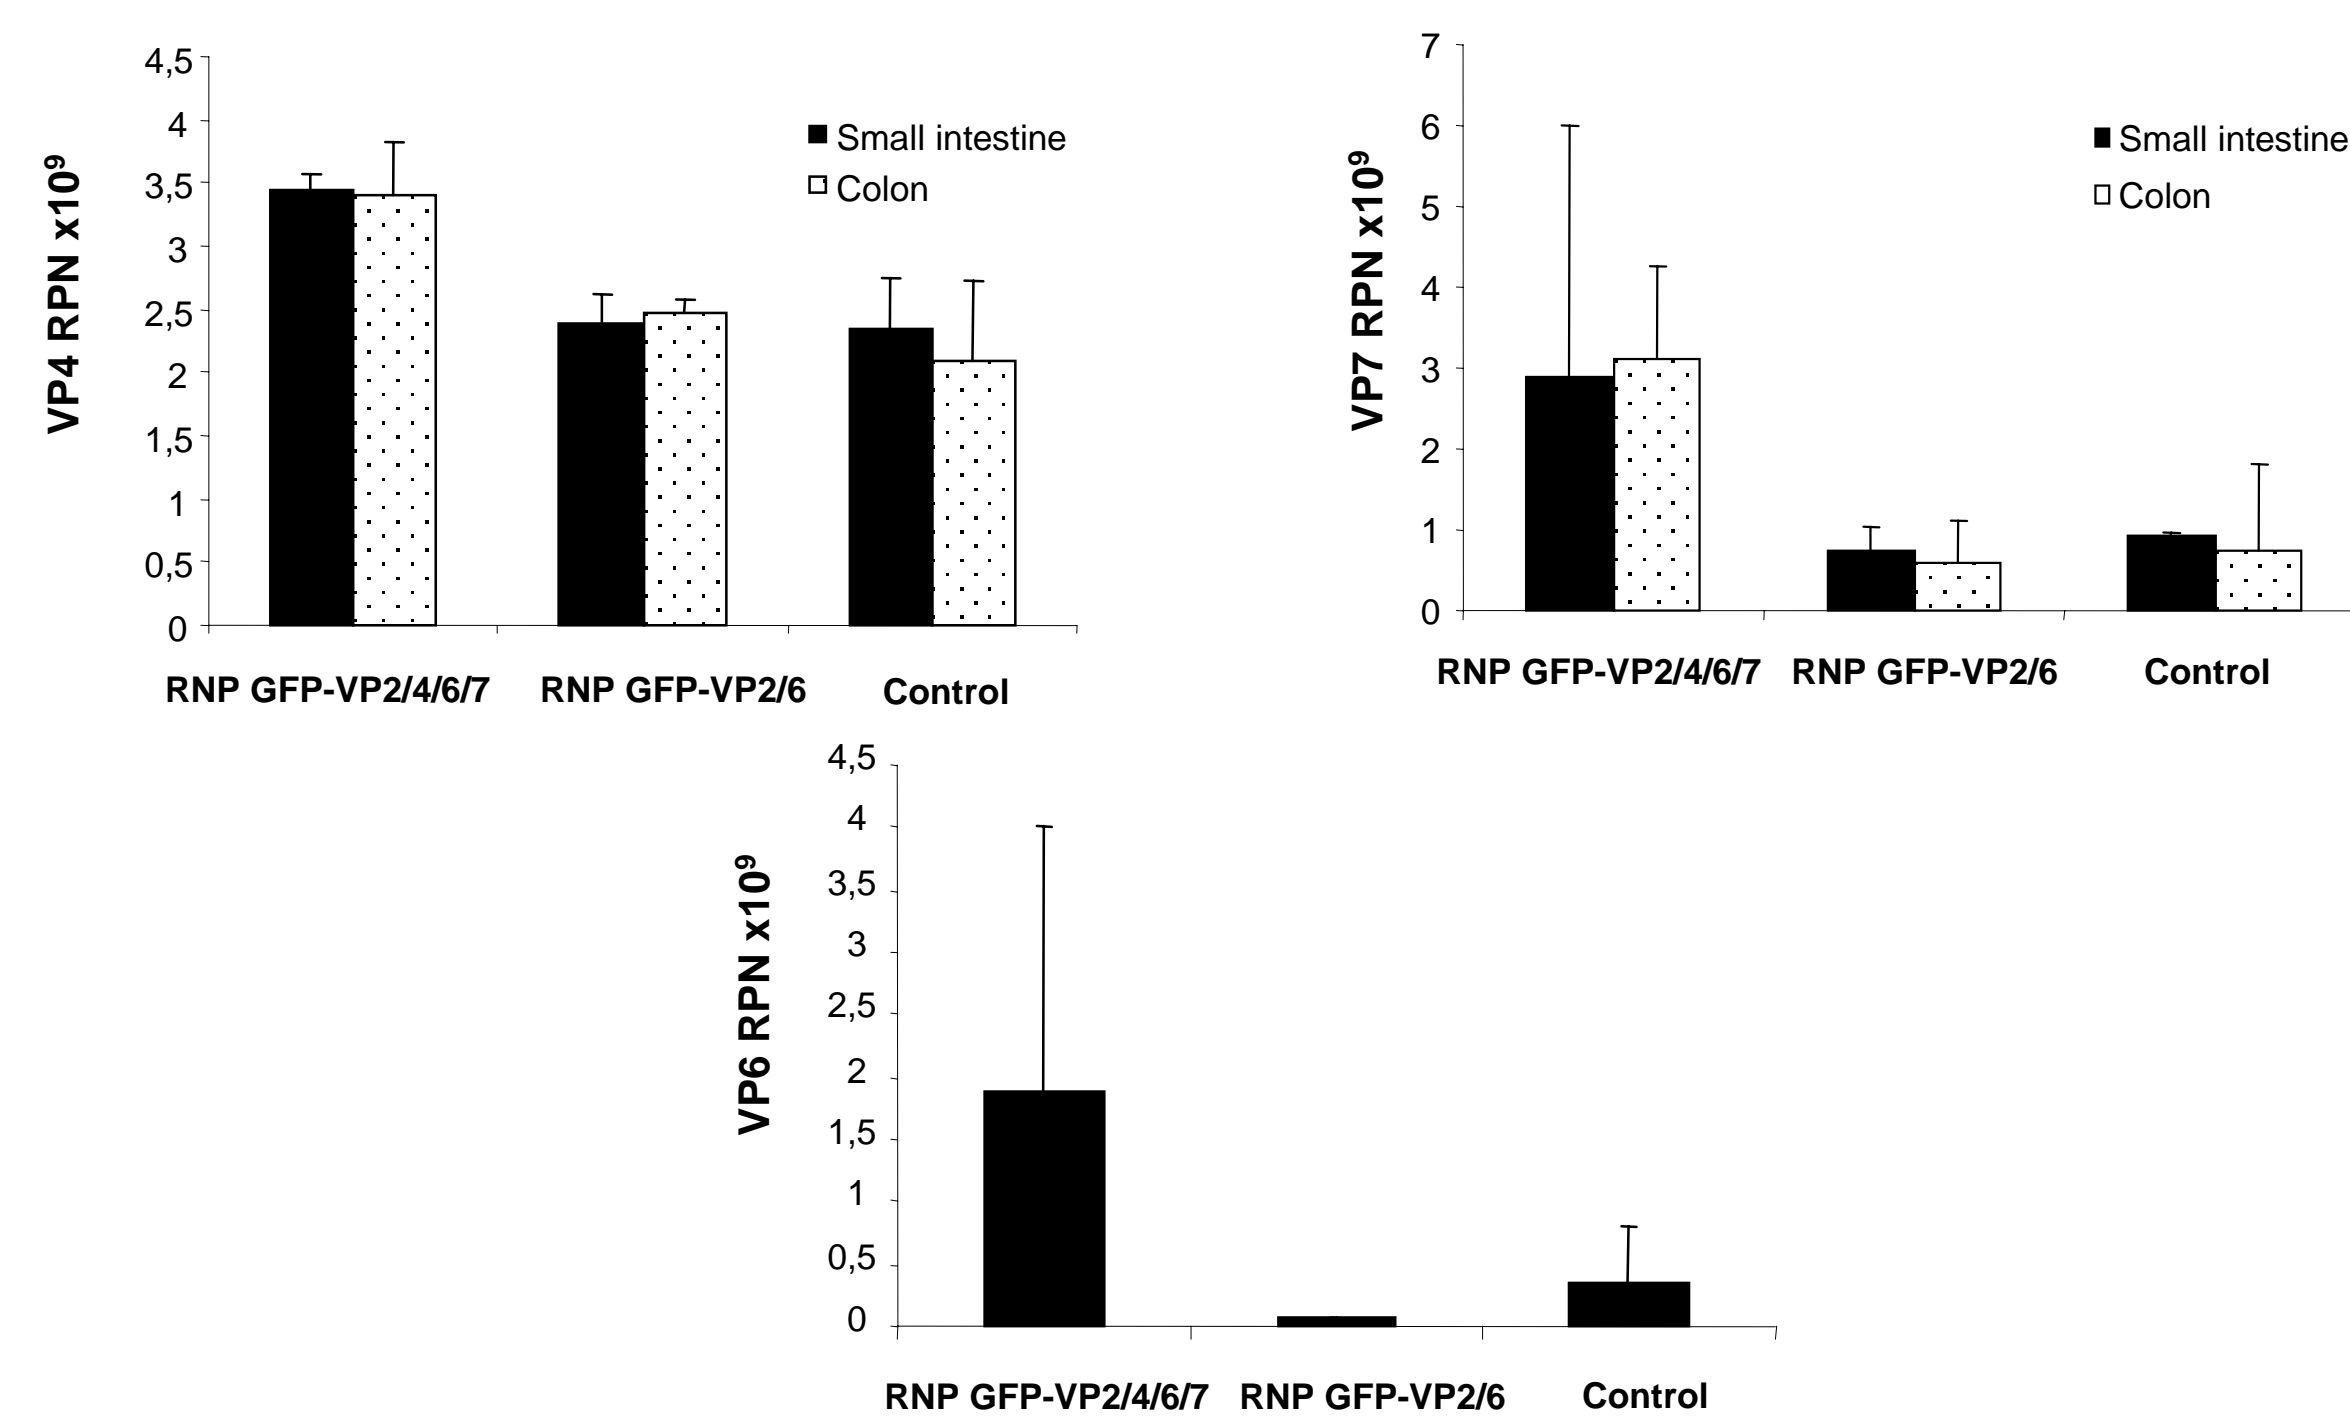 4,5
4
3,5
3
2,5
2
1,5
1
0,5
0
VP4 RPN x10⁹
Small intestine
Colon
RNP GFP-VP2/4/6/7 RNP GFP-VP2/6 Control
7
6
5
4
3
2
1
0
VP7 RPN x10⁹
Small intestine
Colon
RNP GFP-VP2/4/6/7 RNP GFP-VP2/6 Control
4,5
4
3,5
3
2,5
2
1,5
1
0,5
0
VP6 RPN x10⁹
RNP GFP-VP2/4/6/7 RNP GFP-VP2/6 Control